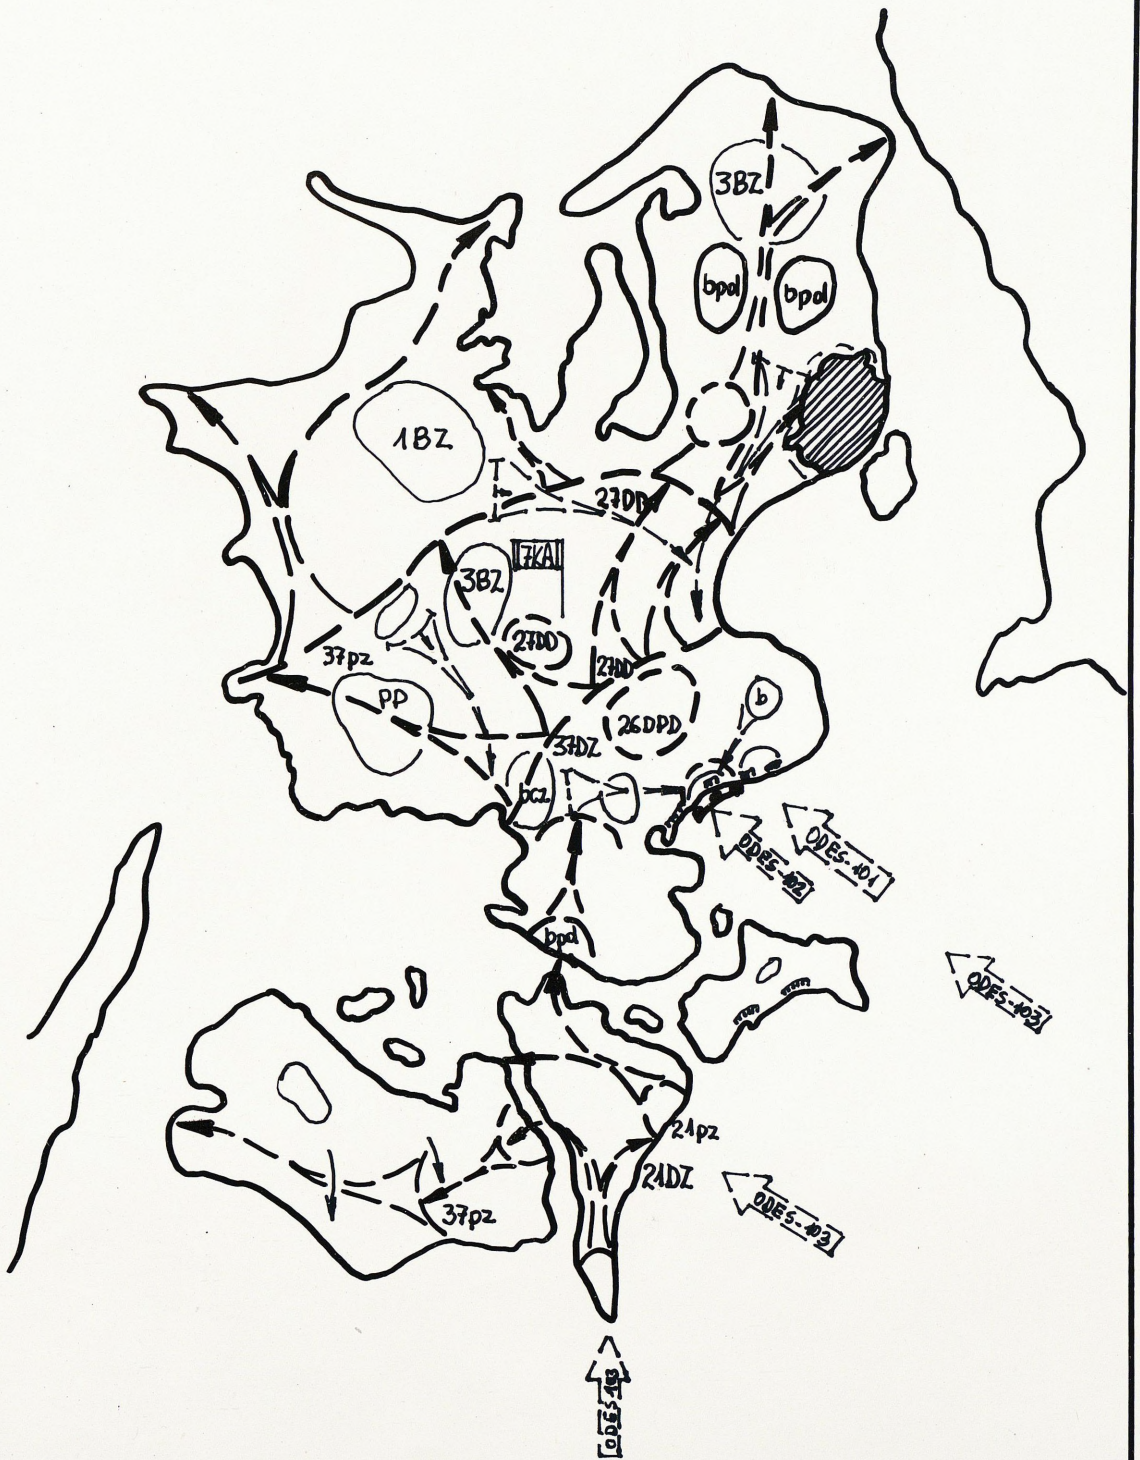 3BZ
bpd
bpd
1BZ
27DD
7KA
3BZ
27DD
27DD
37pz
PP
26DPD
b
37DZ
bcz
ODES-101
ODES-102
bpd
ODES-103
21pz
21DZ
37pz
ODES-103
ODES 103